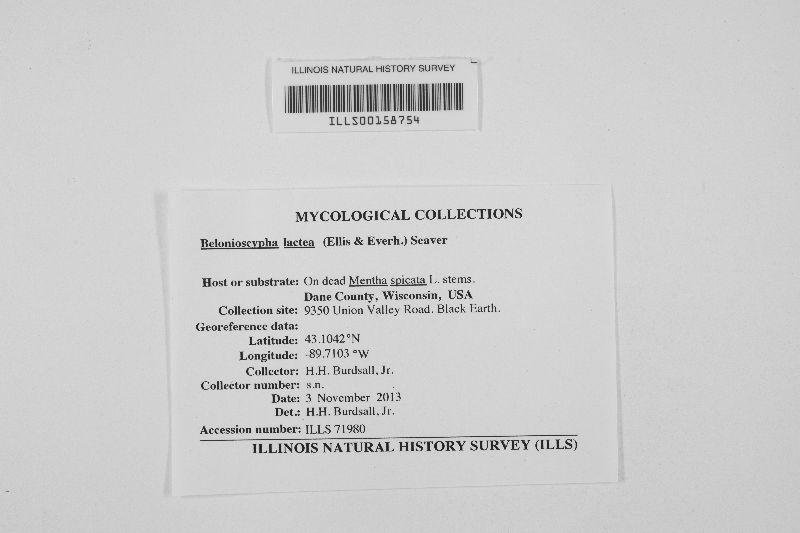 ILLINOIS NATURAL HISTORY SURVEY
ILLS00158754
MYCOLOGICAL COLLECTIONS
Belonioscypha lactea (Ellis & Everh.) Seaver
Host or substrate: On dead Mentha spicata L. stems.
Dane County, Wisconsin, USA
Collection site: 9350 Union Valley Road. Black Earth.
Georeference data:
Latitude: 43.1042°N
Longitude: -89.7103 °W
Collector: H.H. Burdsall, Jr.
Collector number: s.n.
Date: 3 November 2013
Det.: H.H. Burdsall, Jr.
Accession number: ILLS 71980
ILLINOIS NATURAL HISTORY SURVEY (ILLS)